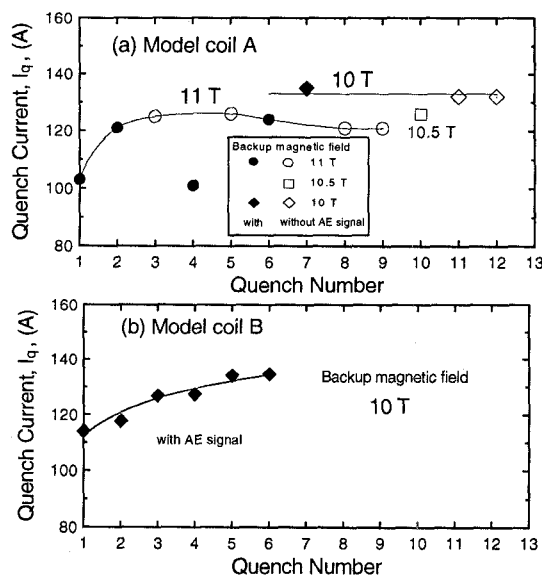 Quench Current, I_q, (A)
160
140
120
100
80
(a) Model coil A
11 T
10 T
10.5 T
Backup magnetic field
11 T
10.5 T
10 T
with without AE signal
1 2 3 4 5 6 7 8 9 10 11 12 13
Quench Number
Quench Current, I_q, (A)
160
140
120
100
80
(b) Model coil B
Backup magnetic field
10 T
with AE signal
1 2 3 4 5 6 7 8 9 10 11 12 13
Quench Number